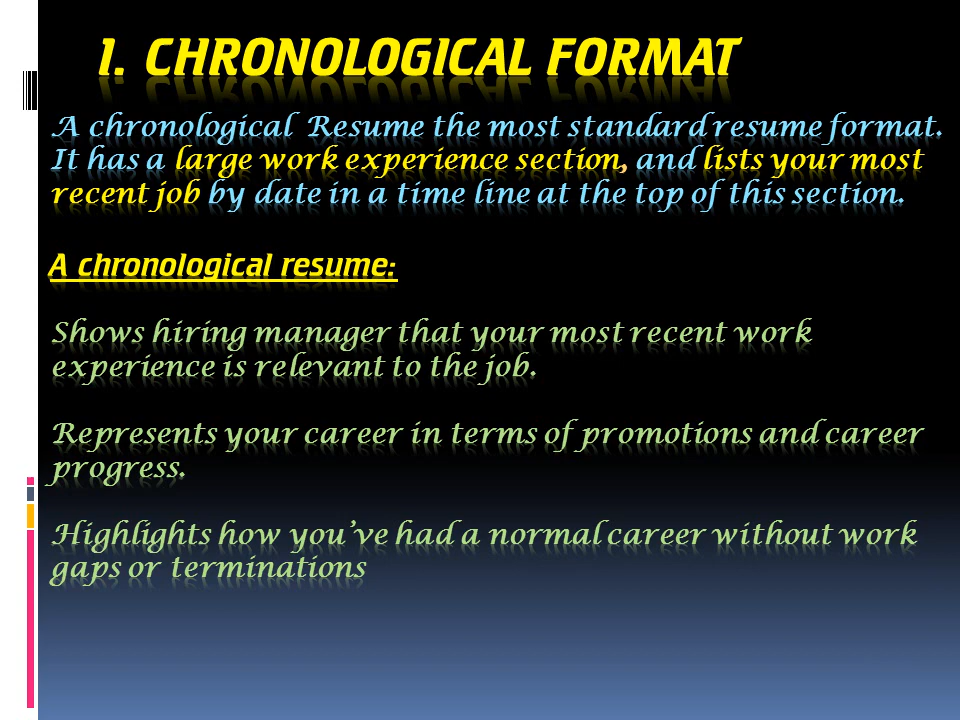 1. CHRONOLOGICAL FORMAT
A chronological Resume the most standard resume format.
It has a large work experience section, and lists your most
recent job by date in a time line at the top of this section.
A chronological resume:
Shows hiring manager that your most recent work
experience is relevant to the job.
Represents your career in terms of promotions and career
progress.
Highlights how you've had a normal career without work
gaps or terminations